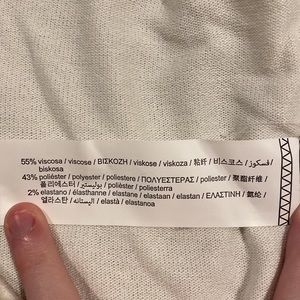 55% viscosa / viscose / ΒΙΣΚΟΖΗ / viskose / viskoza / 粘纤 / 비스코스 / فسكوز /
biskosa
43% poliéster / polyester / poliestere / ΠΟΛΥΕΣΤΕΡΑΣ / poliester / 聚酯纤维 /
폴리에스터 / بوليستير / polièster / poliesterra
2% elastano / élasthanne / elastane / elastaan / elastan / ΕΛΑΣΤΙΝΗ / 氨纶 /
엘라스탄 / إليستانة / elastà / elastanoa